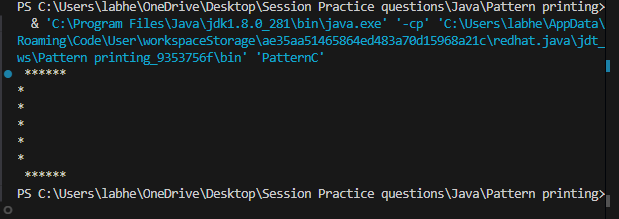 PS C:\Users\labhe\OneDrive\Desktop\Session Practice questions\Java\Pattern printing>
& 'C:\Program Files\Java\jdk1.8.0_281\bin\java.exe' '-cp' 'C:\Users\labhe\AppData\
Roaming\Code\User\workspaceStorage\ae35aa51465864ed483a70d15968a21c\redhat.java\jdt_
ws\Pattern printing_9353756f\bin' 'PatternC'
 ******
*
*
*
*
*
 ******
PS C:\Users\labhe\OneDrive\Desktop\Session Practice questions\Java\Pattern printing>